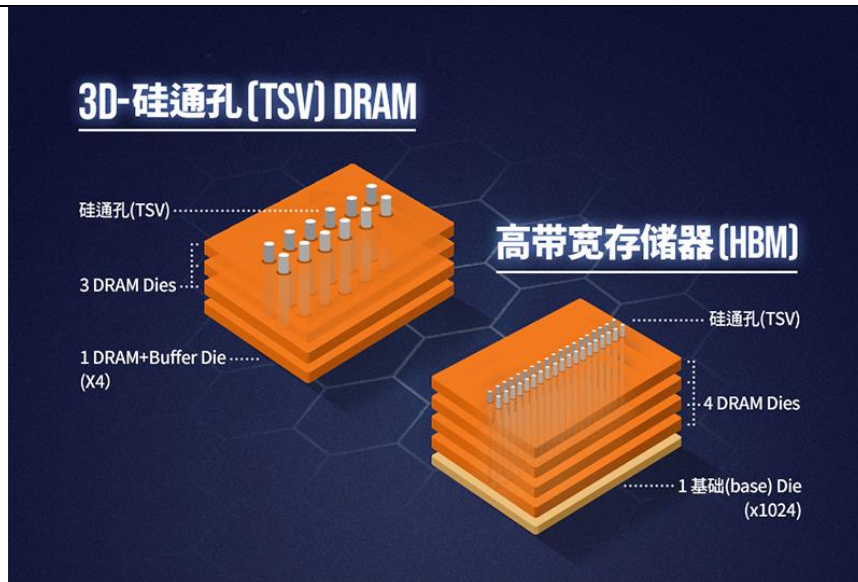 3D-硅通孔(TSV) DRAM
硅通孔(TSV)
3 DRAM Dies
1 DRAM+Buffer Die
(X4)
高带宽存储器(HBM)
硅通孔(TSV)
4 DRAM Dies
1 基础(base) Die
(x1024)